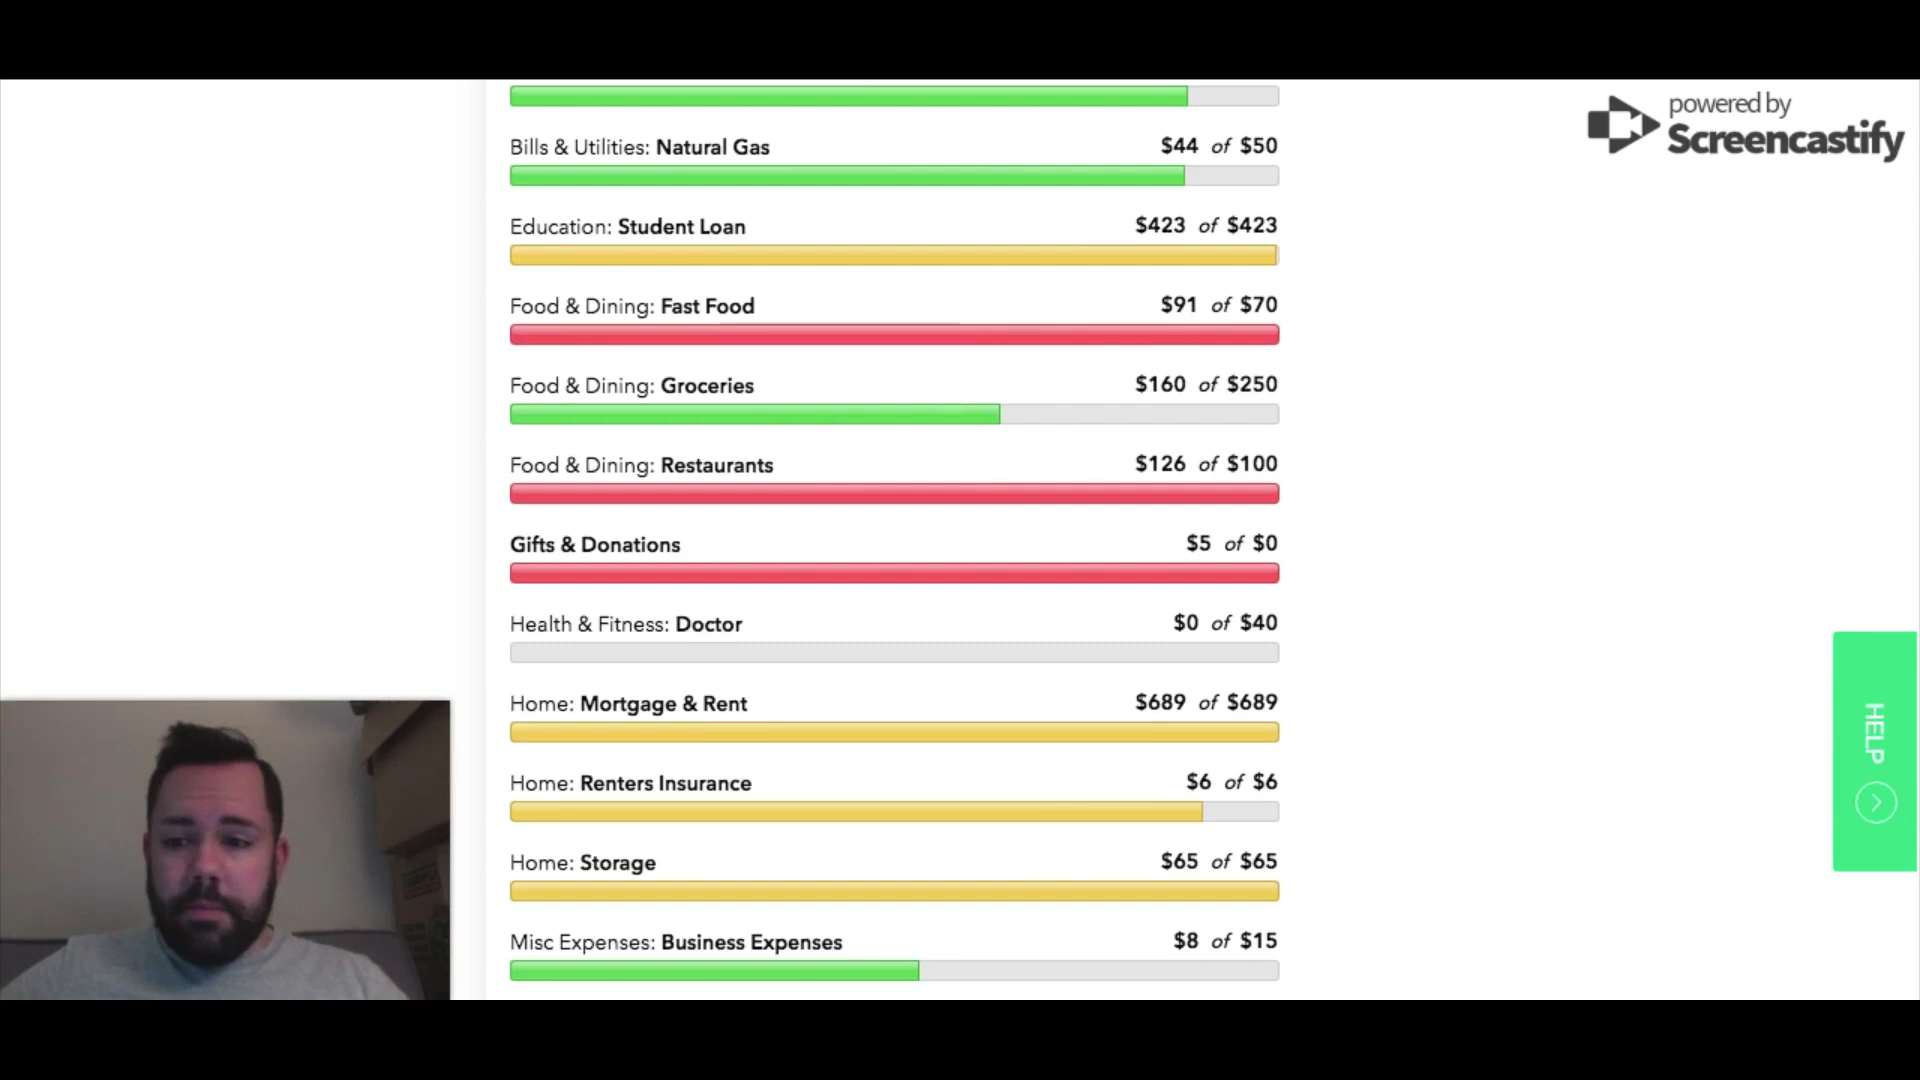 powered by
Screencastify
Bills & Utilities: Natural Gas $44 of $50
Education: Student Loan $423 of $423
Food & Dining: Fast Food $91 of $70
Food & Dining: Groceries $160 of $250
Food & Dining: Restaurants $126 of $100
Gifts & Donations $5 of $0
Health & Fitness: Doctor $0 of $40
Home: Mortgage & Rent $689 of $689
Home: Renters Insurance $6 of $6
Home: Storage $65 of $65
Misc Expenses: Business Expenses $8 of $15
HELP